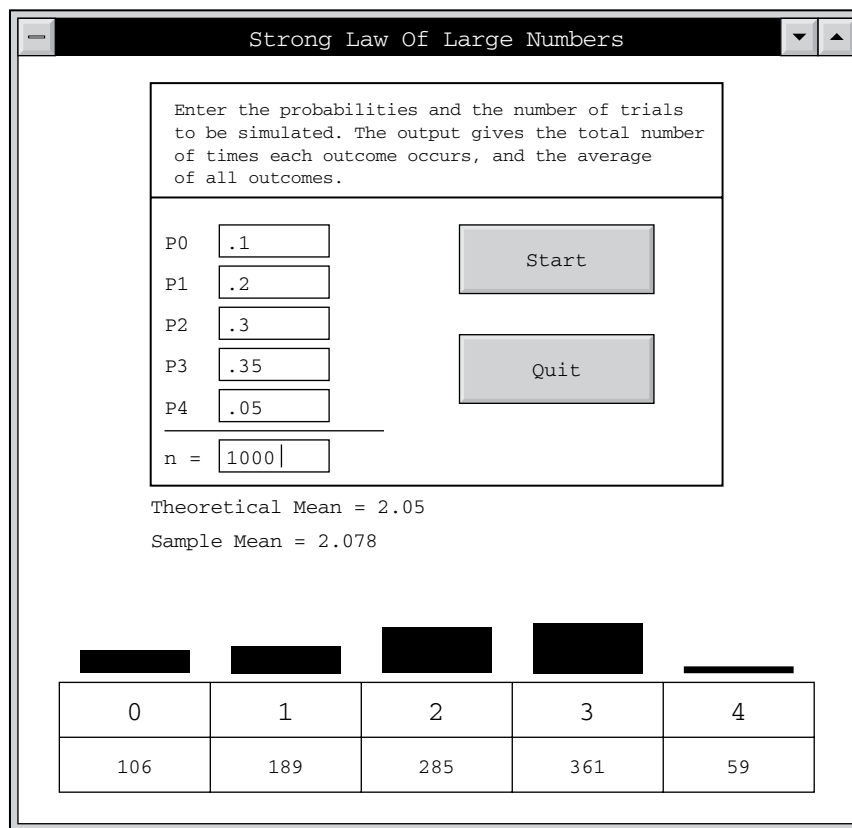 Strong Law Of Large Numbers
Enter the probabilities and the number of trials
to be simulated. The output gives the total number
of times each outcome occurs, and the average
of all outcomes.
P0 .1
P1 .2
P2 .3
P3 .35
P4 .05
n = 1000
Start
Quit
Theoretical Mean = 2.05
Sample Mean = 2.078
0 1 2 3 4
106 189 285 361 59